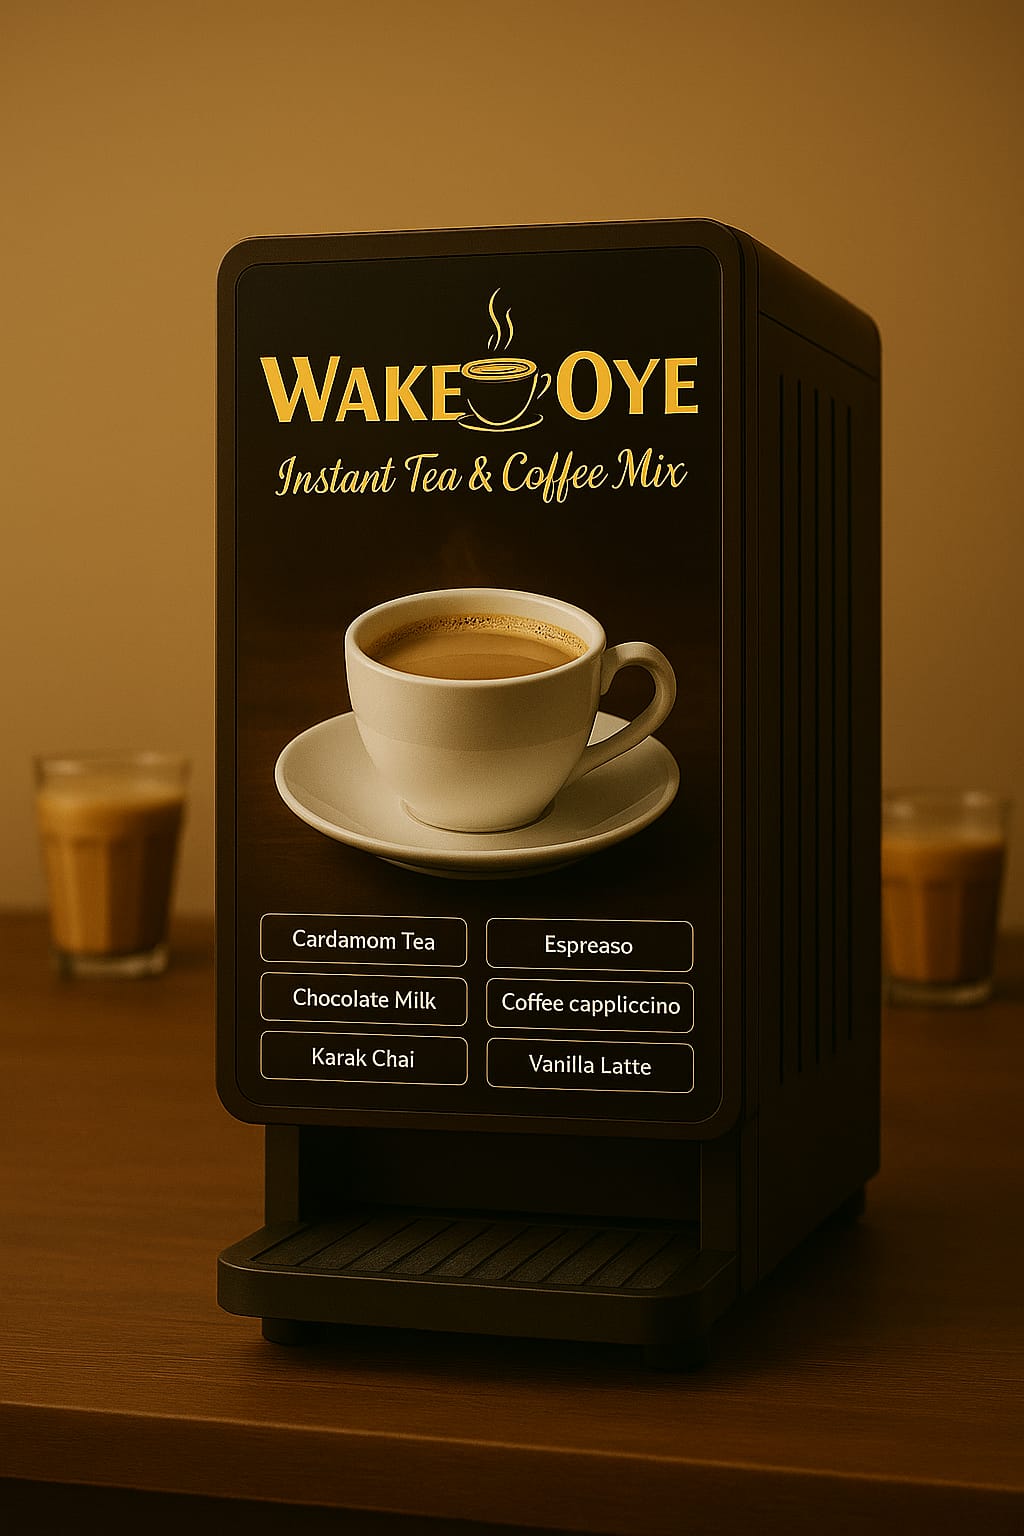 WAKE OYE
Instant Tea & Coffee Mix
Cardamom Tea
Espreaso
Chocolate Milk
Coffee cappliccino
Karak Chai
Vanilla Latte